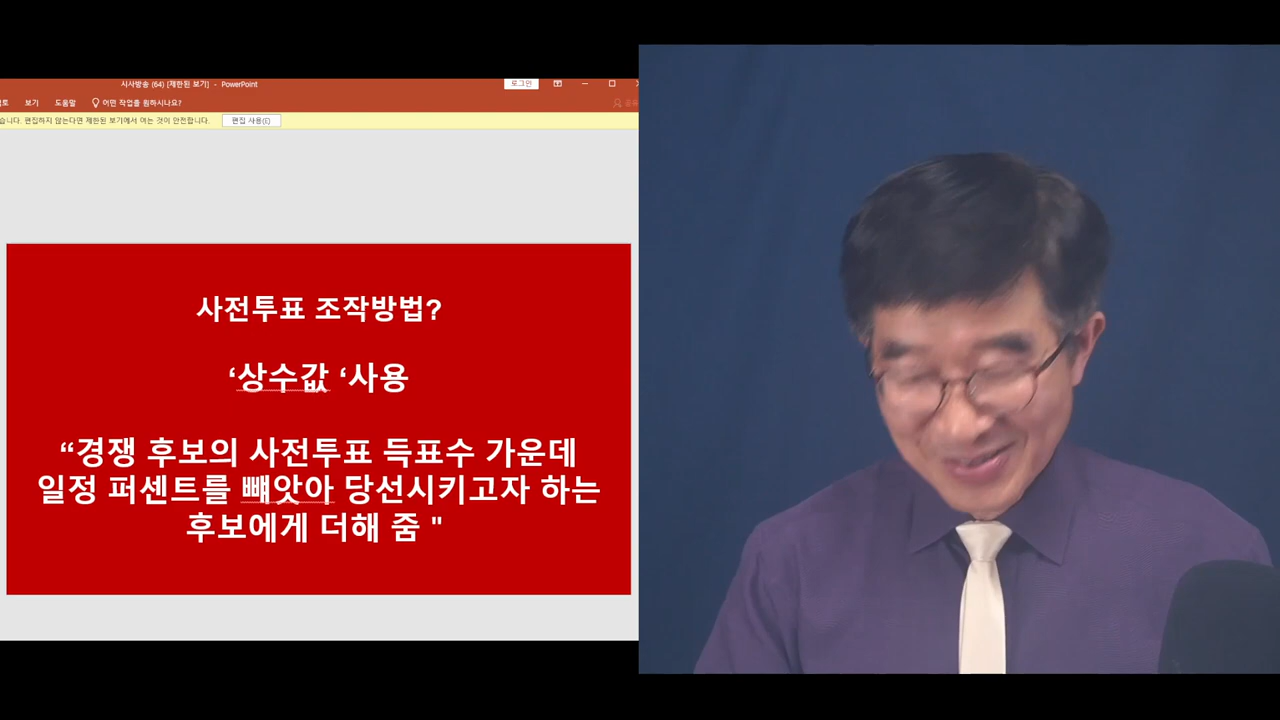 시사방송 (64) [제한된 보기] - PowerPoint
로그인
보기 도움말 어떤 작업을 원하시나요?
편집하지 않는다면 제한된 보기에서 여는 것이 안전합니다. 편집 사용(E)
사전투표 조작방법?
‘상수값 ‘사용
“경쟁 후보의 사전투표 득표수 가운데
일정 퍼센트를 빼앗아 당선시키고자 하는
후보에게 더해 줌 "